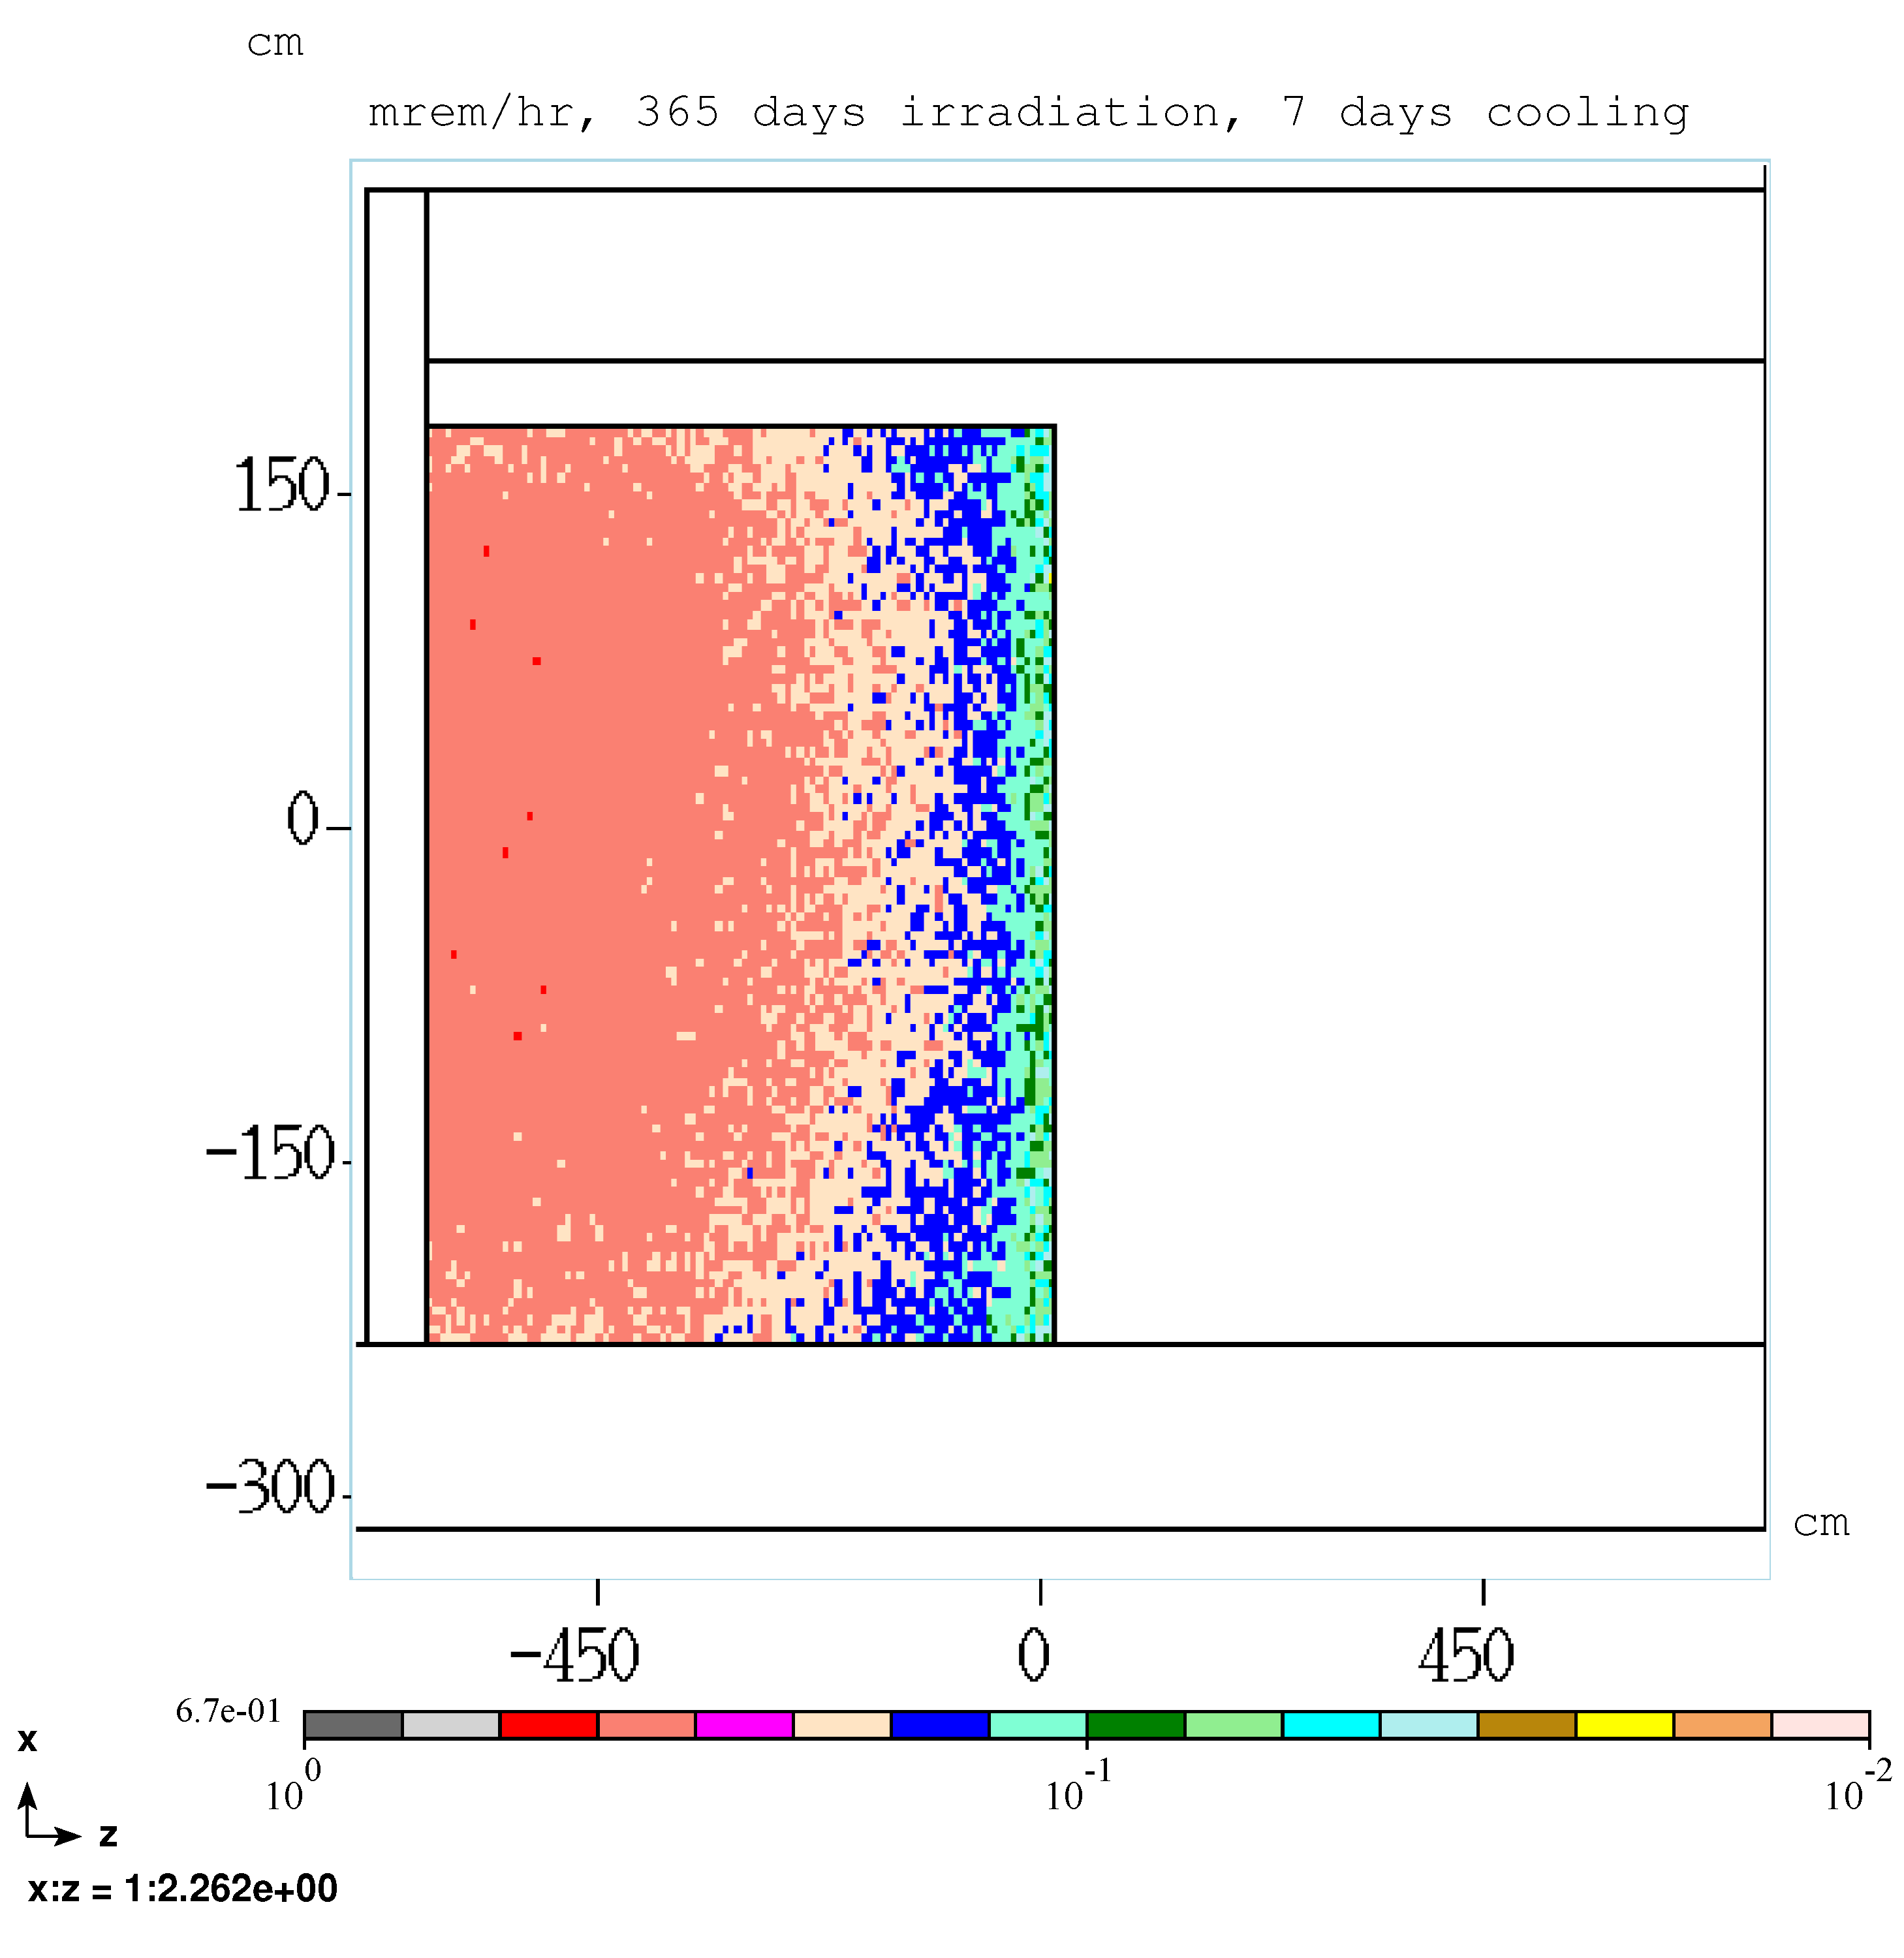 cm
mrem/hr, 365 days irradiation, 7 days cooling
150
0
−150
−300
cm
−450 0 450
6.7e-01
10^0 10^-1 10^-2
x
z
x:z = 1:2.262e+00